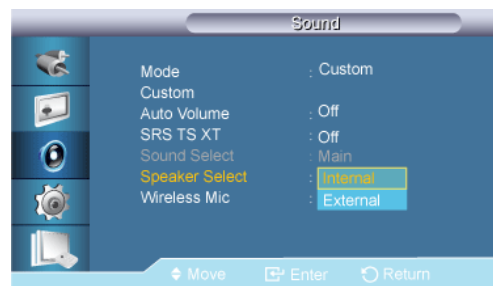 Sound
Mode : Custom
Custom
Auto Volume : Off
SRS TS XT : Off
Sound Select : Main
Speaker Select : Internal
Wireless Mic : External
Move Enter Return